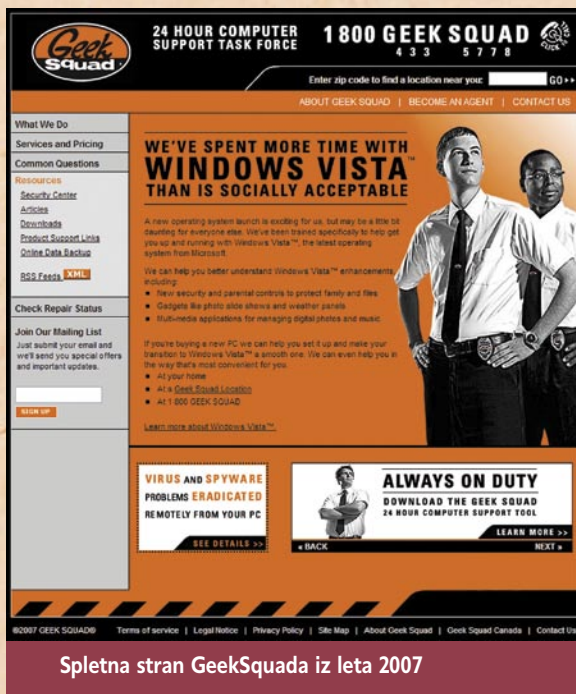 Geek
Squad
24 HOUR COMPUTER
SUPPORT TASK FORCE
1 800 GEEK SQUAD
4 3 3 5 7 7 8
CLICK
Enter zip code to find a location near you:
GO
ABOUT GEEK SQUAD | BECOME AN AGENT | CONTACT US
What We Do
Services and Pricing
Common Questions
Resources
Security Center
Articles
Downloads
Product Support Links
Online Data Backup
RSS Feeds XML
Check Repair Status
Join Our Mailing List
Just submit your email and
we'll send you special offers
and important updates.
SIGN UP
WE'VE SPENT MORE TIME WITH
WINDOWS VISTA™
THAN IS SOCIALLY ACCEPTABLE
A new operating system launch is exciting for us, but may be a little bit
daunting for everyone else. We've been trained specifically to help get
you up and running with Windows Vista™, the latest operating
system from Microsoft.
We can help you better understand Windows Vista™ enhancements,
including:
● New security and parental controls to protect family and files
● Gadgets like photo slide shows and weather panels
● Multi-media applications for managing digital photos and music
If you're buying a new PC we can help you set it up and make your
transition to Windows Vista™ a smooth one. We can even help you in
the way that's most convenient for you.
● At your home
● At a Geek Squad Location
● At 1 800 GEEK SQUAD
Learn more about Windows Vista™.
VIRUS AND SPYWARE
PROBLEMS ERADICATED
REMOTELY FROM YOUR PC
SEE DETAILS >>
ALWAYS ON DUTY
DOWNLOAD THE GEEK SQUAD
24 HOUR COMPUTER SUPPORT TOOL
LEARN MORE >>
« BACK
NEXT »
©2007 GEEK SQUAD® Terms of service | Legal Notice | Privacy Policy | Site Map | About Geek Squad | Geek Squad Canada | Contact Us
Spletna stran GeekSquada iz leta 2007